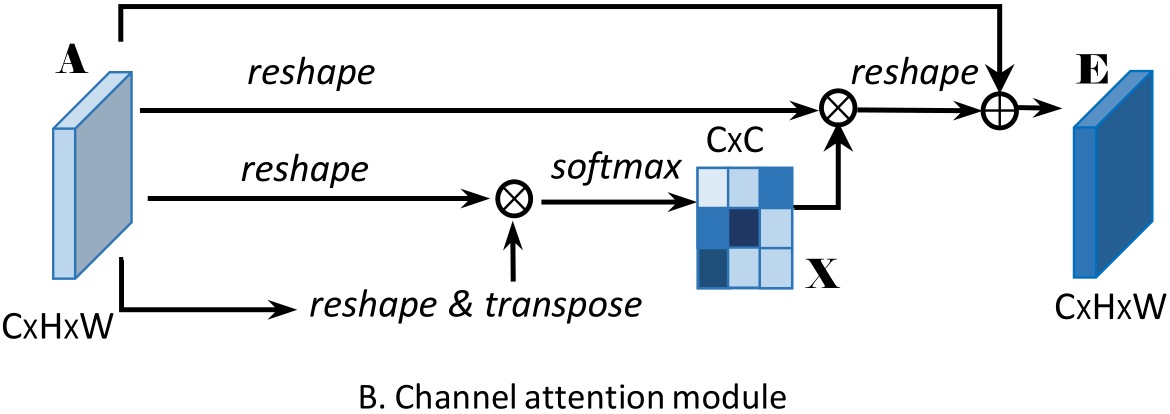 A
reshape
reshape
E
CxC
reshape
softmax
X
reshape & transpose
CxHxW
CxHxW
B. Channel attention module